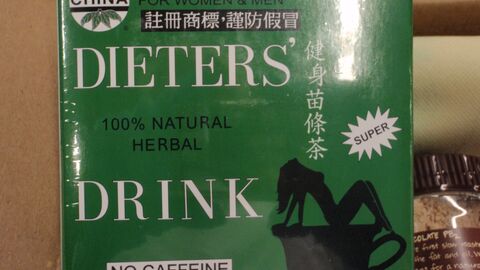 CHINA
FOR WOMEN & MEN
註冊商標，謹防假冒
DIETERS'
健身苗條茶
100% NATURAL
HERBAL
SUPER
DRINK
NO CAFFEINE